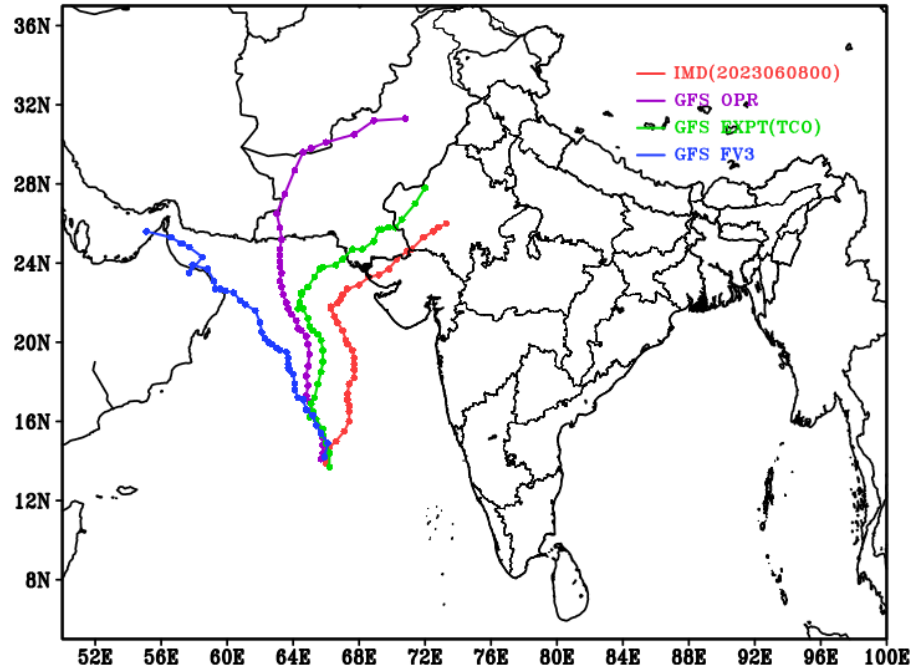 36N
32N
28N
24N
20N
16N
12N
8N
IMD(2023060800)
GFS OPR
GFS EXPT(TCO)
GFS FV3
52E 56E 60E 64E 68E 72E 76E 80E 84E 88E 92E 96E 100E